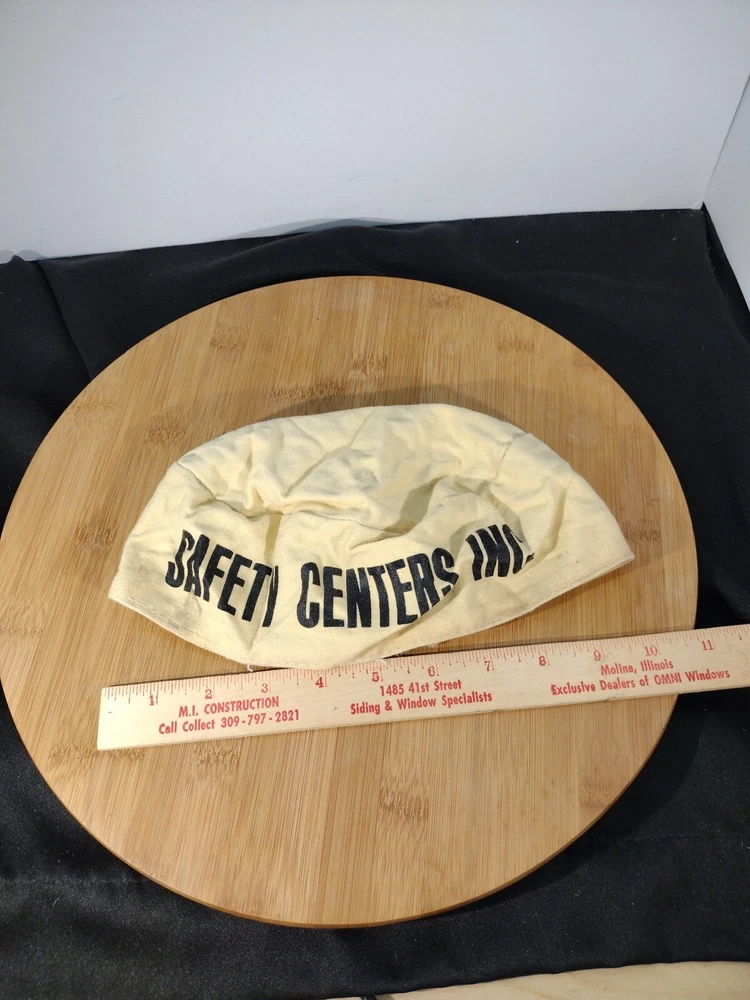 SAFETY CENTERS INC.
1 2 3 4 5 6 7 8 9 10 11
M.I. CONSTRUCTION
Call Collect 309-797-2821
1485 41st Street
Siding & Window Specialists
Moline, Illinois
Exclusive Dealers of OMNI Windows